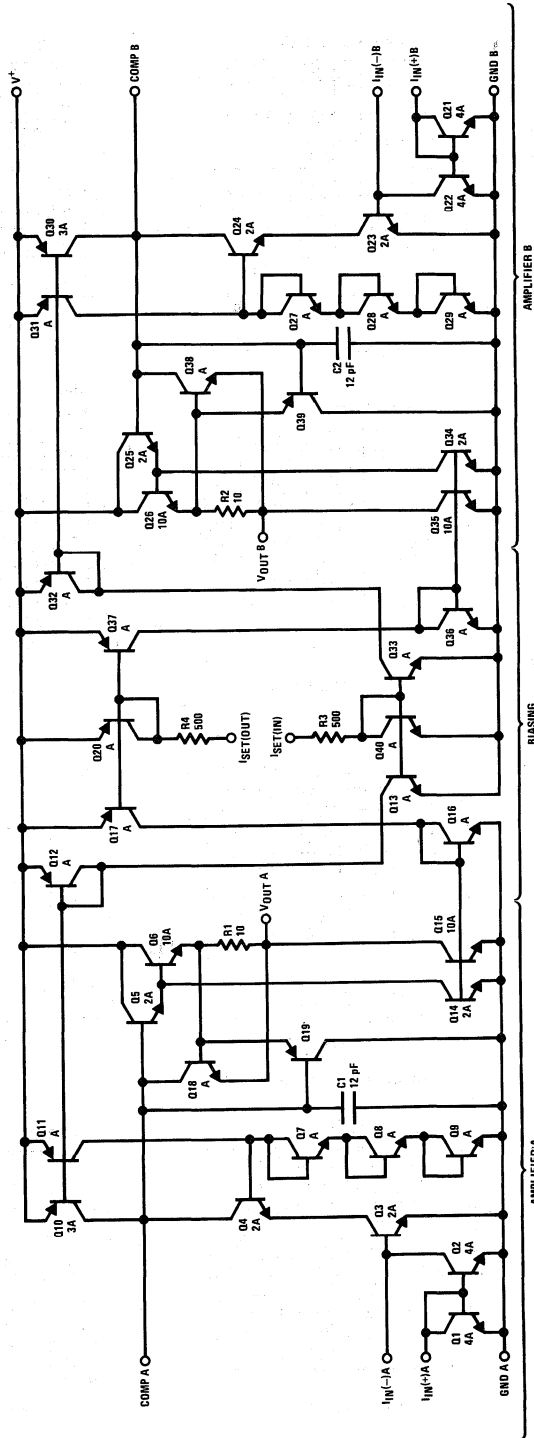 V+
COMP A
IIN(-)A
IIN(+)A
GND A
Q1
4A
Q2
4A
Q3
2A
Q4
2A
Q10
3A
Q11
A
Q7
A
Q8
A
Q9
A
C1
12 pF
Q18
A
Q19
Q5
2A
Q6
10A
R1
10
VOUT A
Q14
2A
Q15
10A
Q16
A
Q12
A
Q17
A
Q13
A
Q20
A
R4
500
ISET(OUT)
ISET(IN)
R3
500
Q40
A
Q37
A
Q33
A
Q32
A
Q36
A
Q26
10A
Q25
2A
R2
10
VOUT B
Q35
10A
Q34
2A
Q38
A
Q39
C2
12 pF
Q31
A
Q30
3A
Q27
A
Q28
A
Q29
A
Q24
2A
Q23
2A
Q22
4A
Q21
4A
COMP B
IIN(-)B
IIN(+)B
GND B
AMPLIFIER A
BIASING
AMPLIFIER B